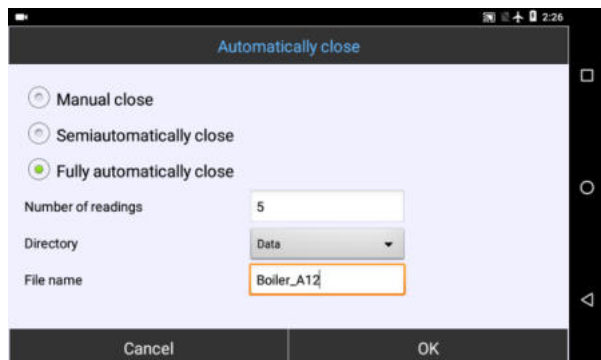 2:26
Automatically close
Manual close
Semiautomatically close
Fully automatically close
Number of readings 5
Directory Data
File name Boiler_A12
Cancel OK